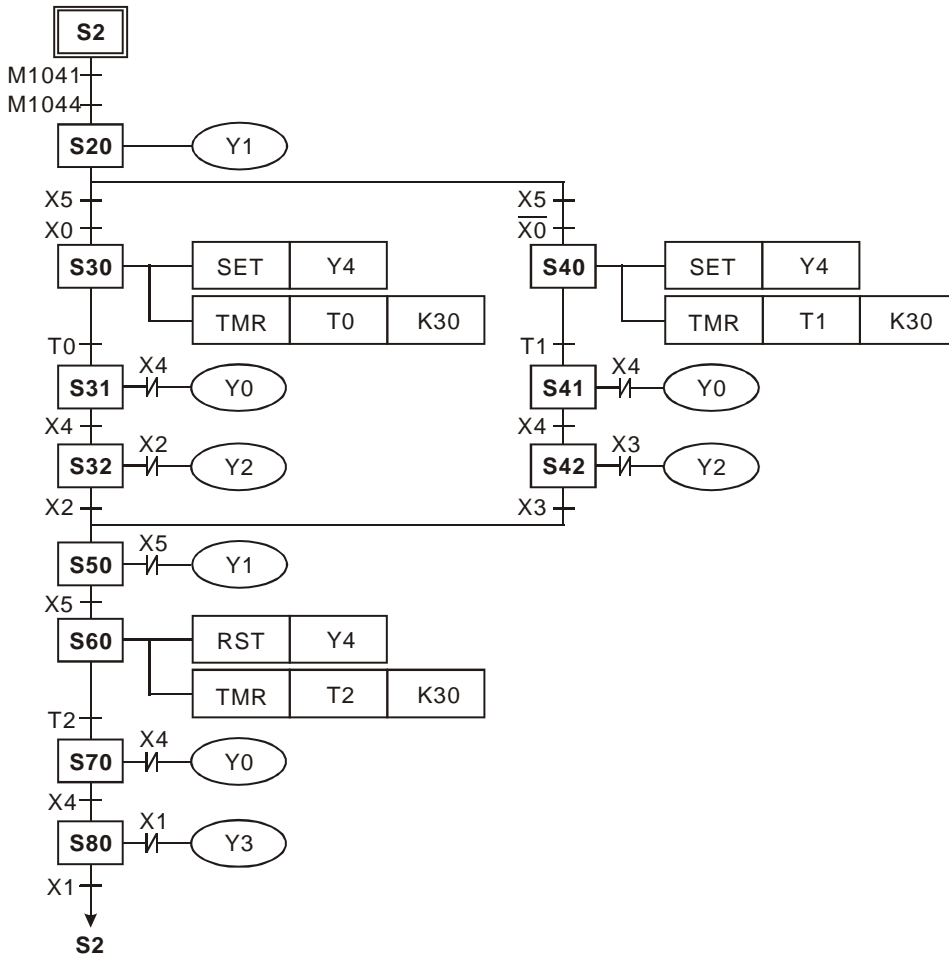 S2
M1041
M1044
S20 Y1
X5 X5
X0 X0
S30 SET Y4 S40 SET Y4
TMR T0 K30 TMR T1 K30
T0 T1
X4 X4
S31 Y0 S41 Y0
X4 X4
X2 X3
S32 Y2 S42 Y2
X2 X3
X5
S50 Y1
X5
S60 RST Y4
TMR T2 K30
T2
X4
S70 Y0
X4
X1
S80 Y3
X1
S2